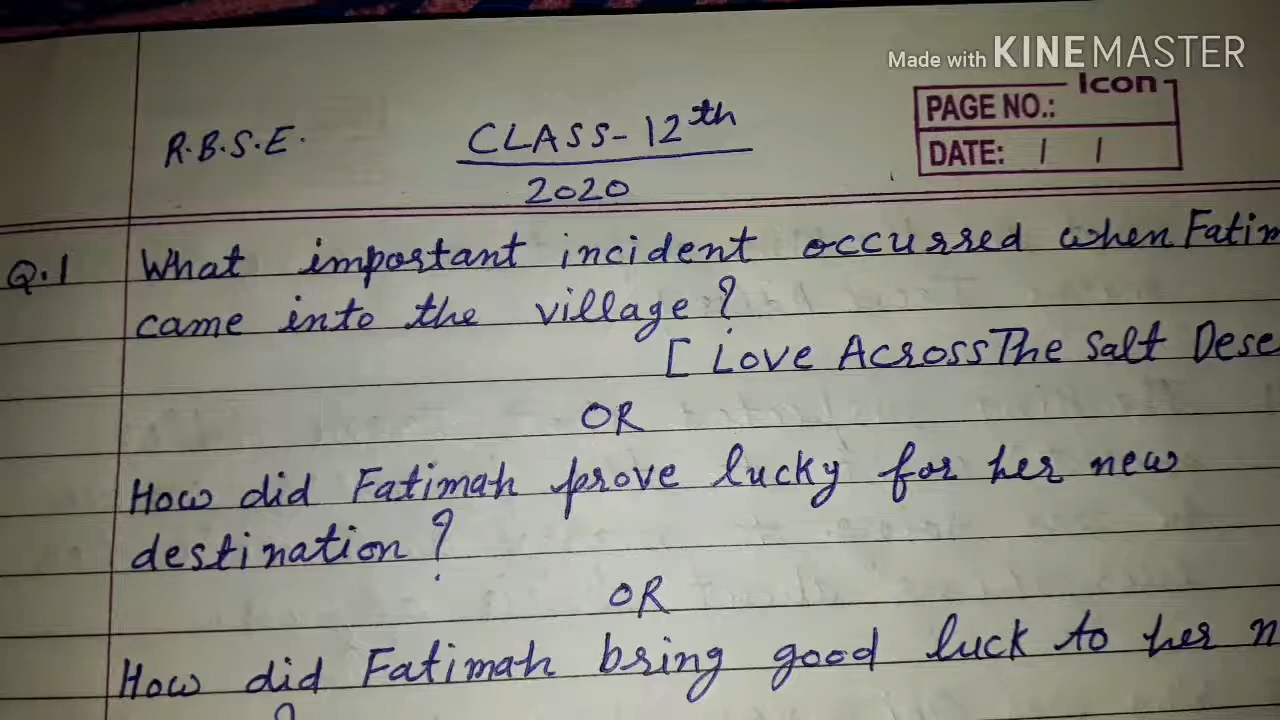 Made with KINEMASTER
Icon
PAGE NO.:
DATE: / /
R.B.S.E. CLASS-12th
2020
Q.1 What important incident occurred when Fatim
came into the village?
[Love Across The Salt Dese
OR
How did Fatimah prove lucky for her new
destination?
OR
How did Fatimah bring good luck to her n
?